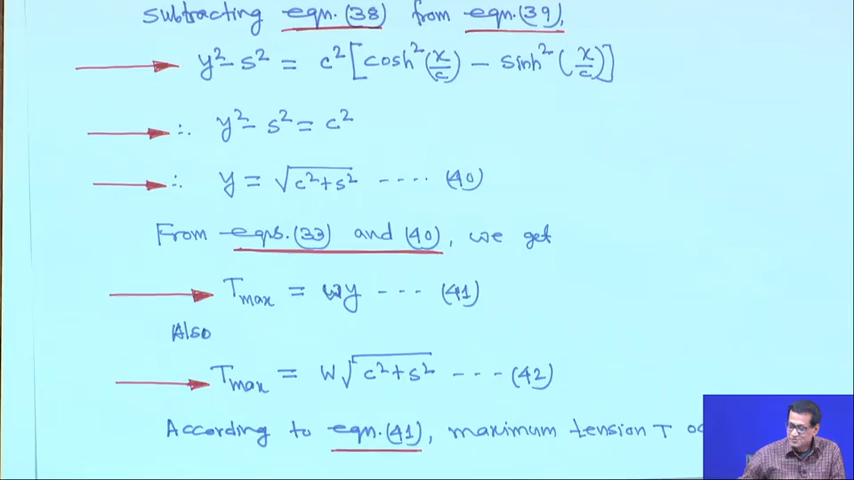 subtracting eqn. (38) from eqn. (39),
y² - s² = c² [cosh² (x/c) - sinh² (x/c)]
∴ y² - s² = c²
∴ y = √(c² + s²) ---- (40)
From eqns. (33) and (40), we get
Tmax = wy --- (41)
Also
Tmax = W√(c² + s²) --- (42)
According to eqn. (41), maximum tension T